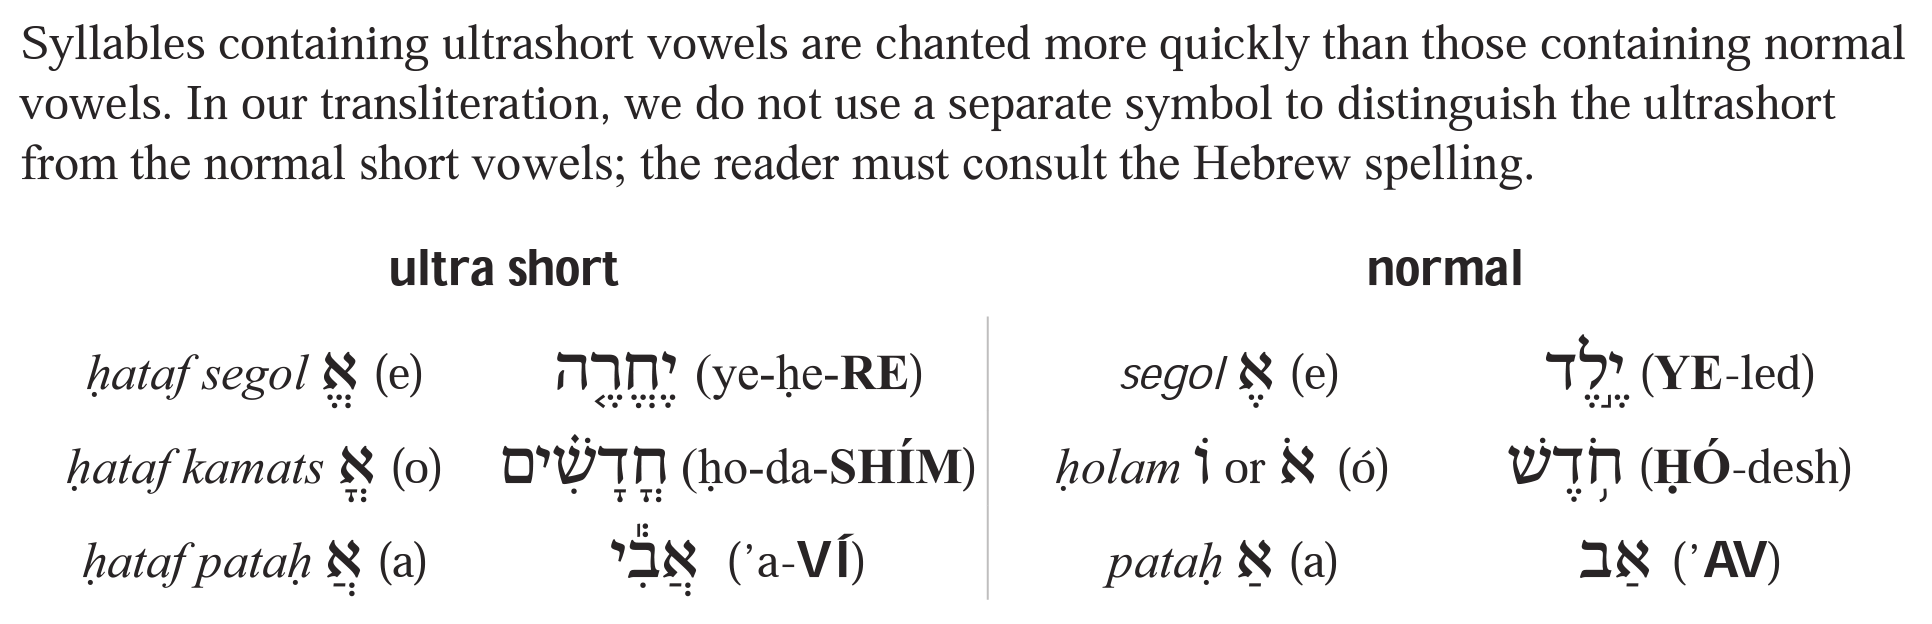 Syllables containing ultrashort vowels are chanted more quickly than those containing normal
vowels. In our transliteration, we do not use a separate symbol to distinguish the ultrashort
from the normal short vowels; the reader must consult the Hebrew spelling.
ultra short normal
ḥataf segol אֱ (e) יֶחֱרֶ֤ה (ye-ḥe-RE) segol אֶ (e) יֶ֭לֶד֙ (YE-led)
ḥataf kamats אֳ (o) חֳדָשִׁ֗ים (ḥo-da-SHÍM) ḥolam וֹ or אֹ (ó) חֹ֖דֶשׁ (ḤÓ-desh)
ḥataf pataḥ אֲ (a) אֲבִ֕י (’a-VÍ) pataḥ אַ (a) אַב (’AV)